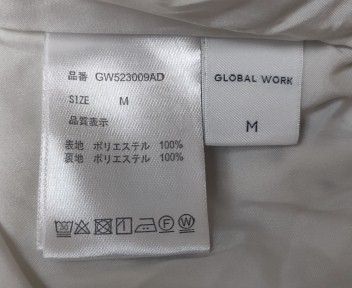 品番 GW523009AD
SIZE M
品質表示
表地 ポリエステル 100%
裏地 ポリエステル 100%
GLOBAL WORK
M